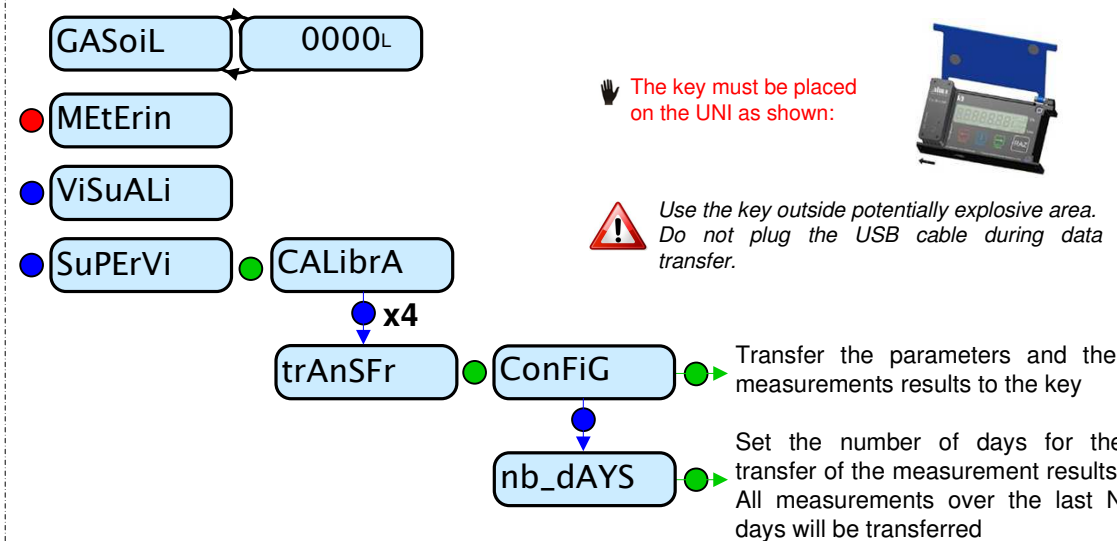 GASoiL 0000L
MEtErin
The key must be placed
on the UNI as shown:
RAZ
ViSuALi
Use the key outside potentially explosive area.
Do not plug the USB cable during data
transfer.
SuPErVi CALibrA
x4
trAnSFr ConFiG
Transfer the parameters and the
measurements results to the key
nb_dAYS
Set the number of days for the
transfer of the measurement results
All measurements over the last N
days will be transferred